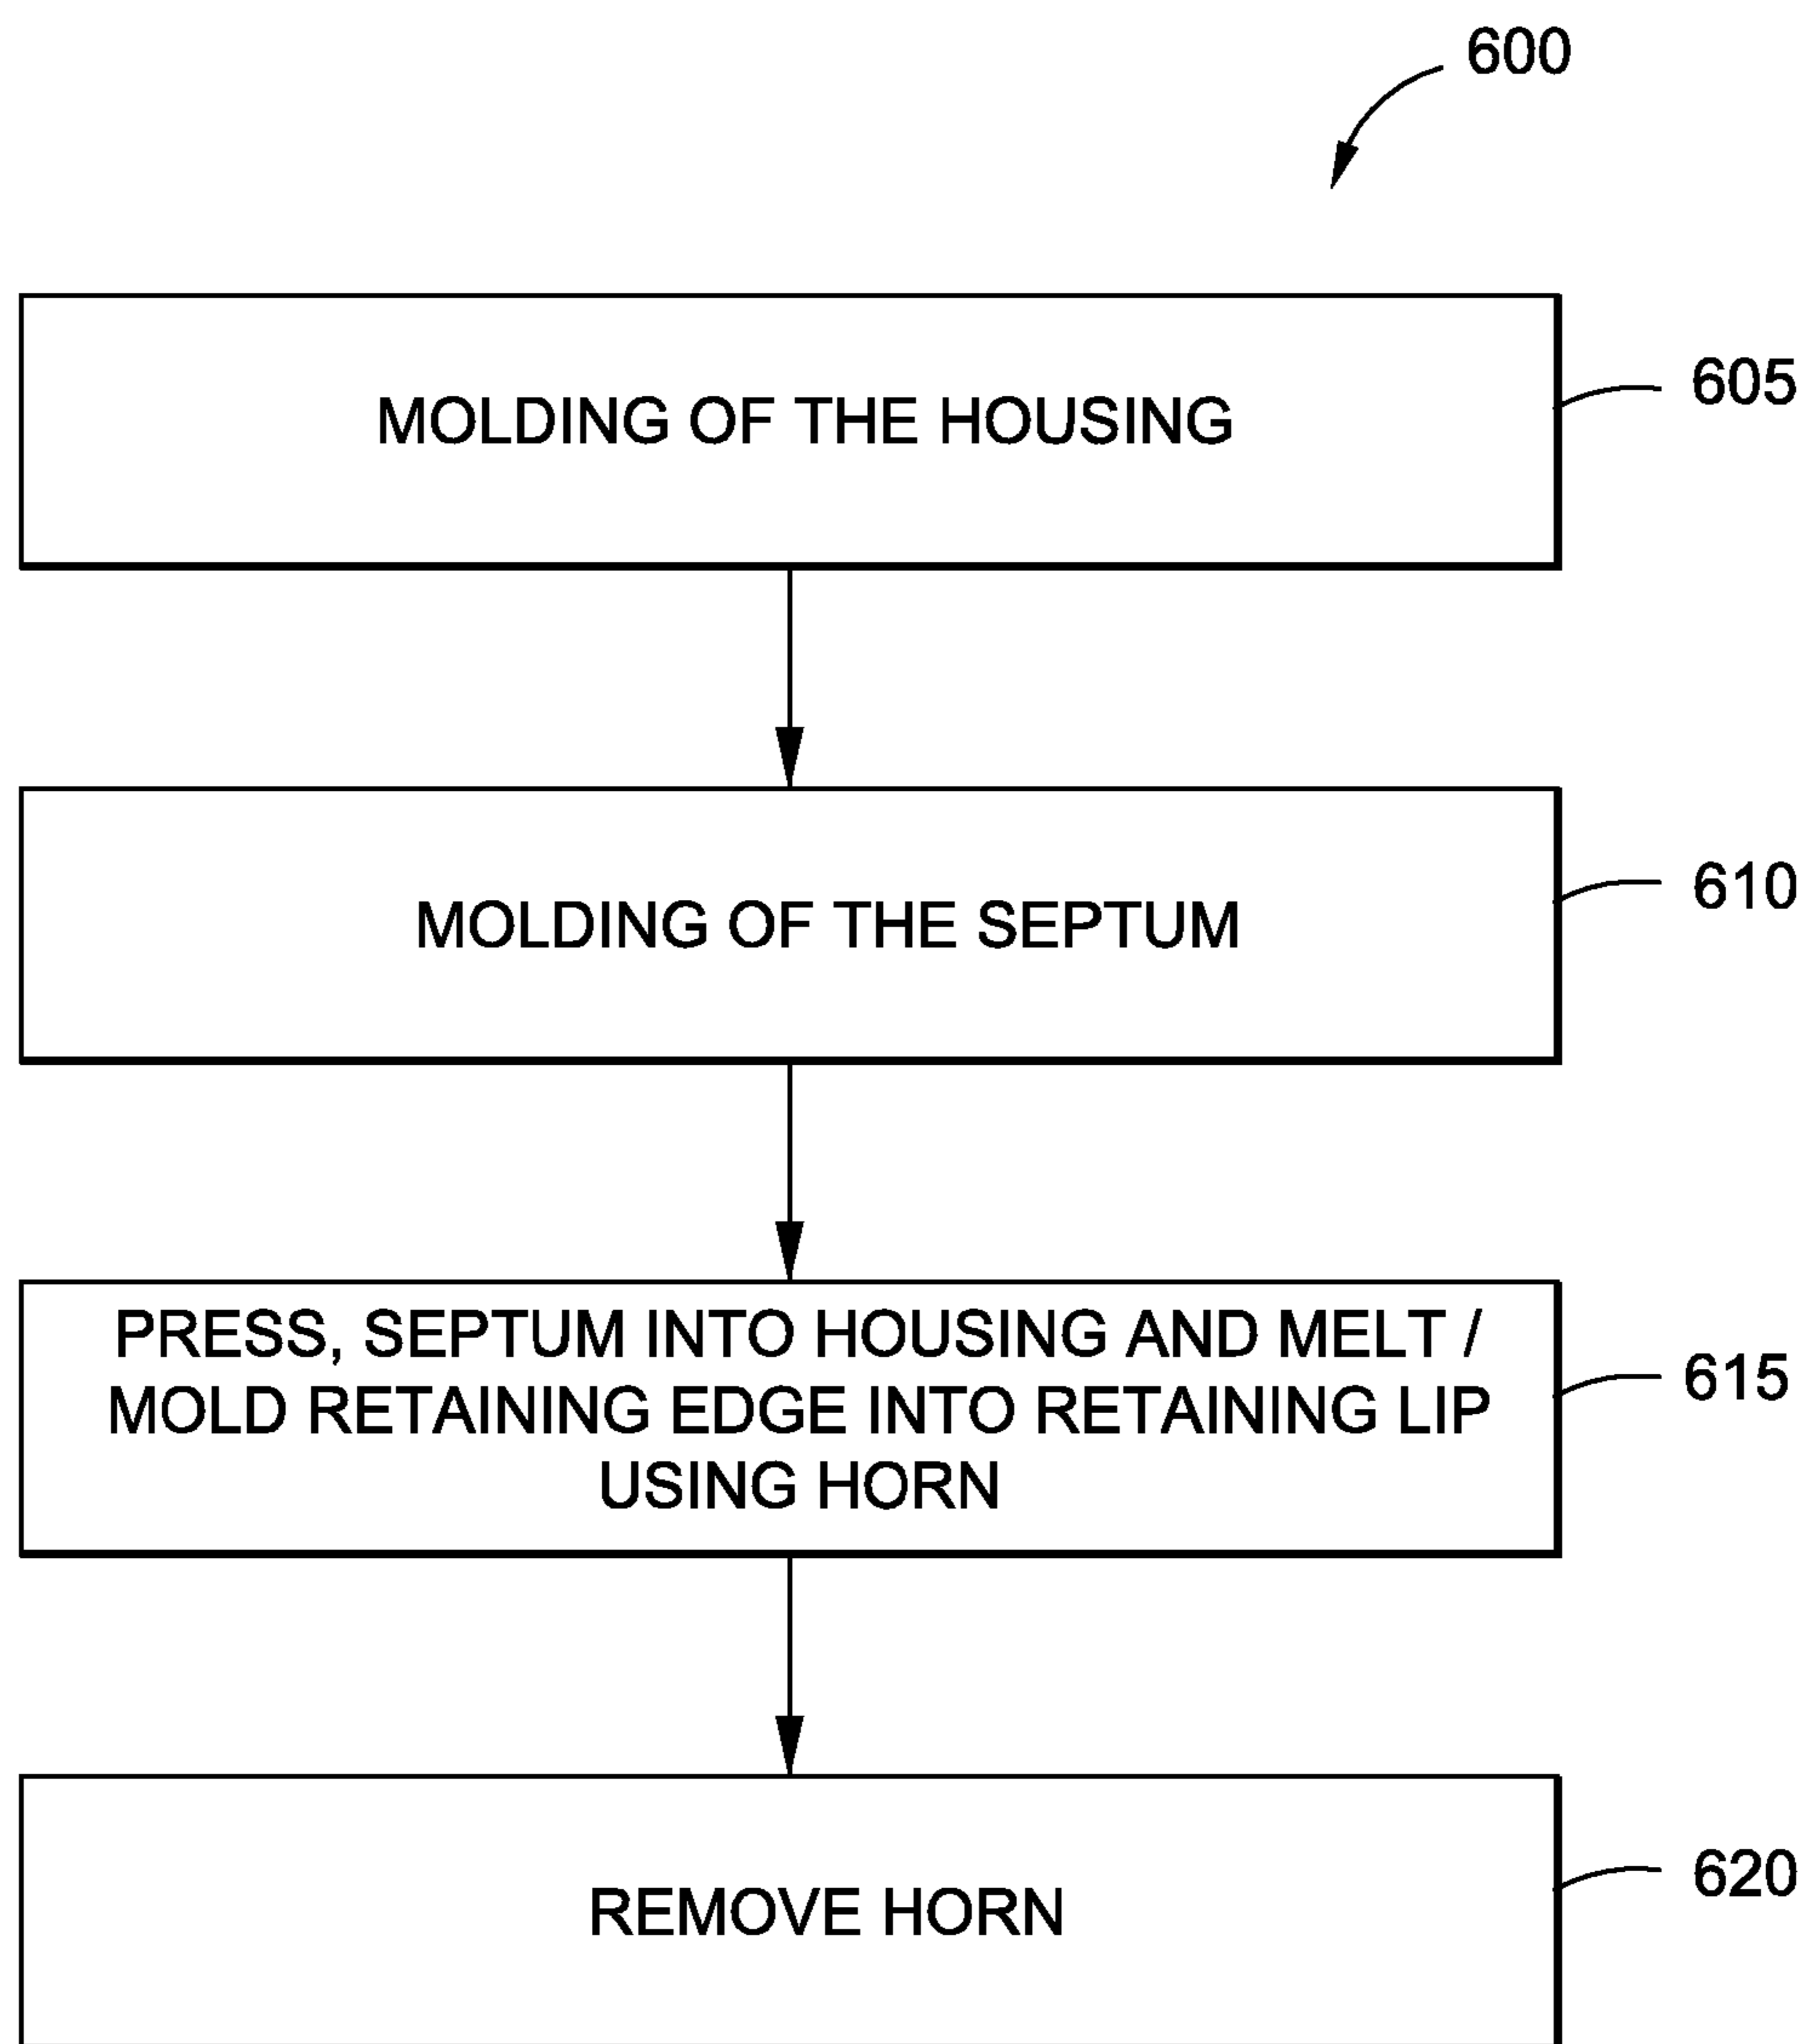 600
MOLDING OF THE HOUSING
605
MOLDING OF THE SEPTUM
610
PRESS, SEPTUM INTO HOUSING AND MELT /
MOLD RETAINING EDGE INTO RETAINING LIP
USING HORN
615
REMOVE HORN
620